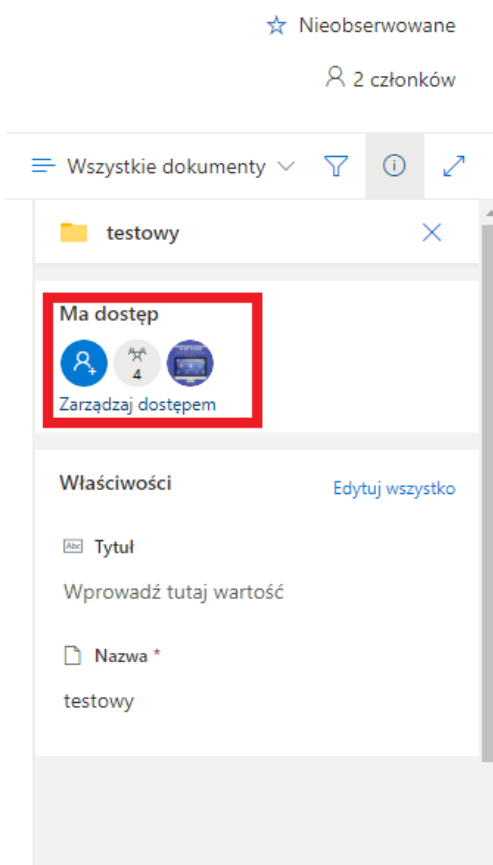 Nieobserwowane
2 członków
Wszystkie dokumenty
testowy
Ma dostęp
4
Zarządzaj dostępem
Właściwości
Edytuj wszystko
Abc Tytuł
Wprowadź tutaj wartość
Nazwa *
testowy